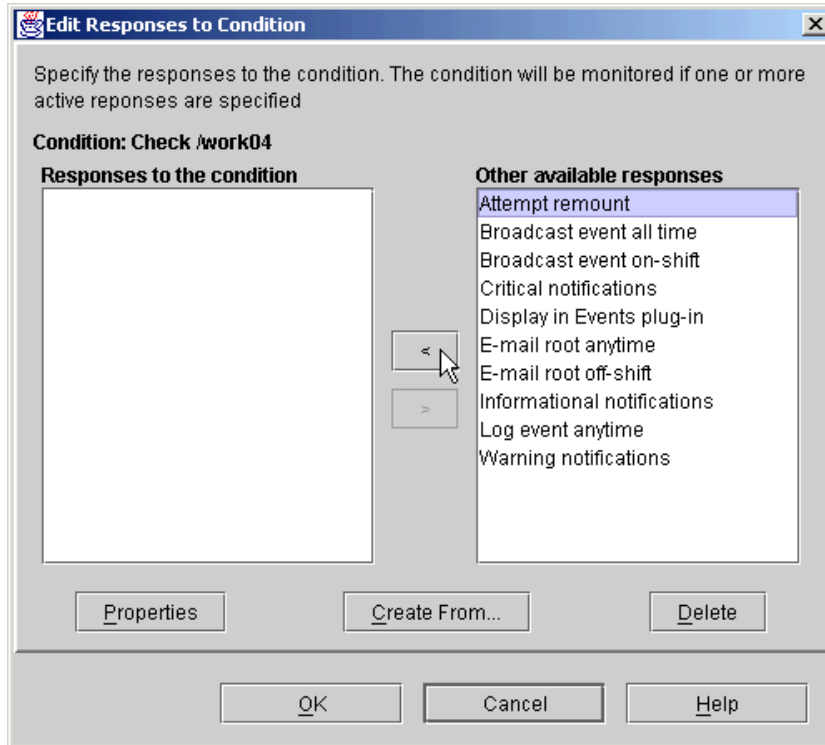 Edit Responses to Condition
Specify the responses to the condition. The condition will be monitored if one or more
active reponses are specified
Condition: Check /work04
Responses to the condition
Other available responses
Attempt remount
Broadcast event all time
Broadcast event on-shift
Critical notifications
Display in Events plug-in
E-mail root anytime
E-mail root off-shift
Informational notifications
Log event anytime
Warning notifications
<
>
Properties
Create From...
Delete
OK
Cancel
Help